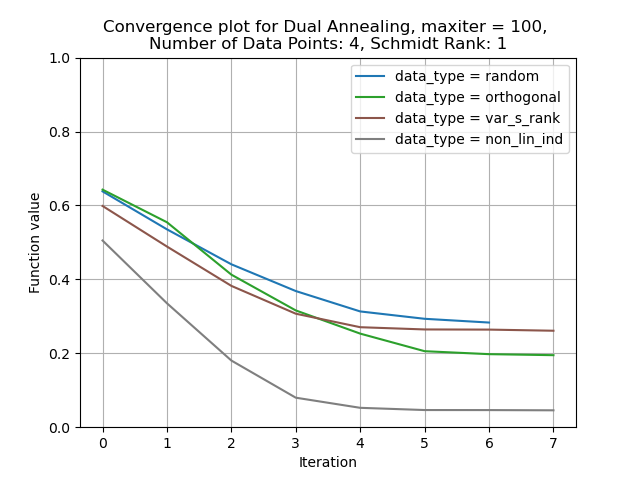 Convergence plot for Dual Annealing, maxiter = 100,
Number of Data Points: 4, Schmidt Rank: 1
1.0
0.8
0.6
0.4
0.2
0.0
Function value
data_type = random
data_type = orthogonal
data_type = var_s_rank
data_type = non_lin_ind
0 1 2 3 4 5 6 7
Iteration